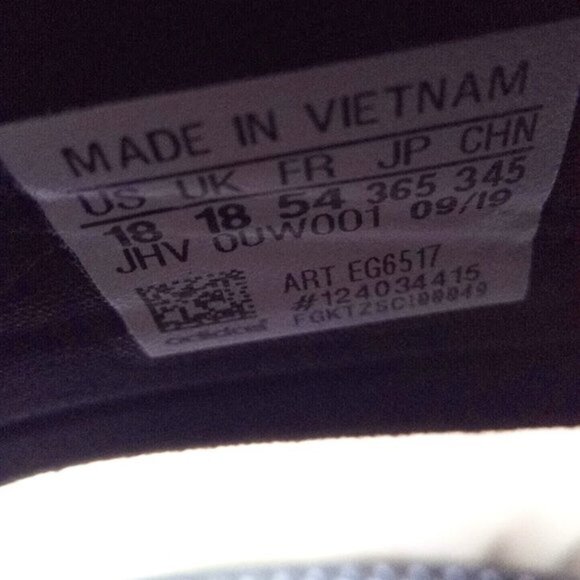 MADE IN VIETNAM
US UK FR JP CHN
18 18 54 365 345
JHV 00W001 09/19
ART EG6517
#124034415
adidas